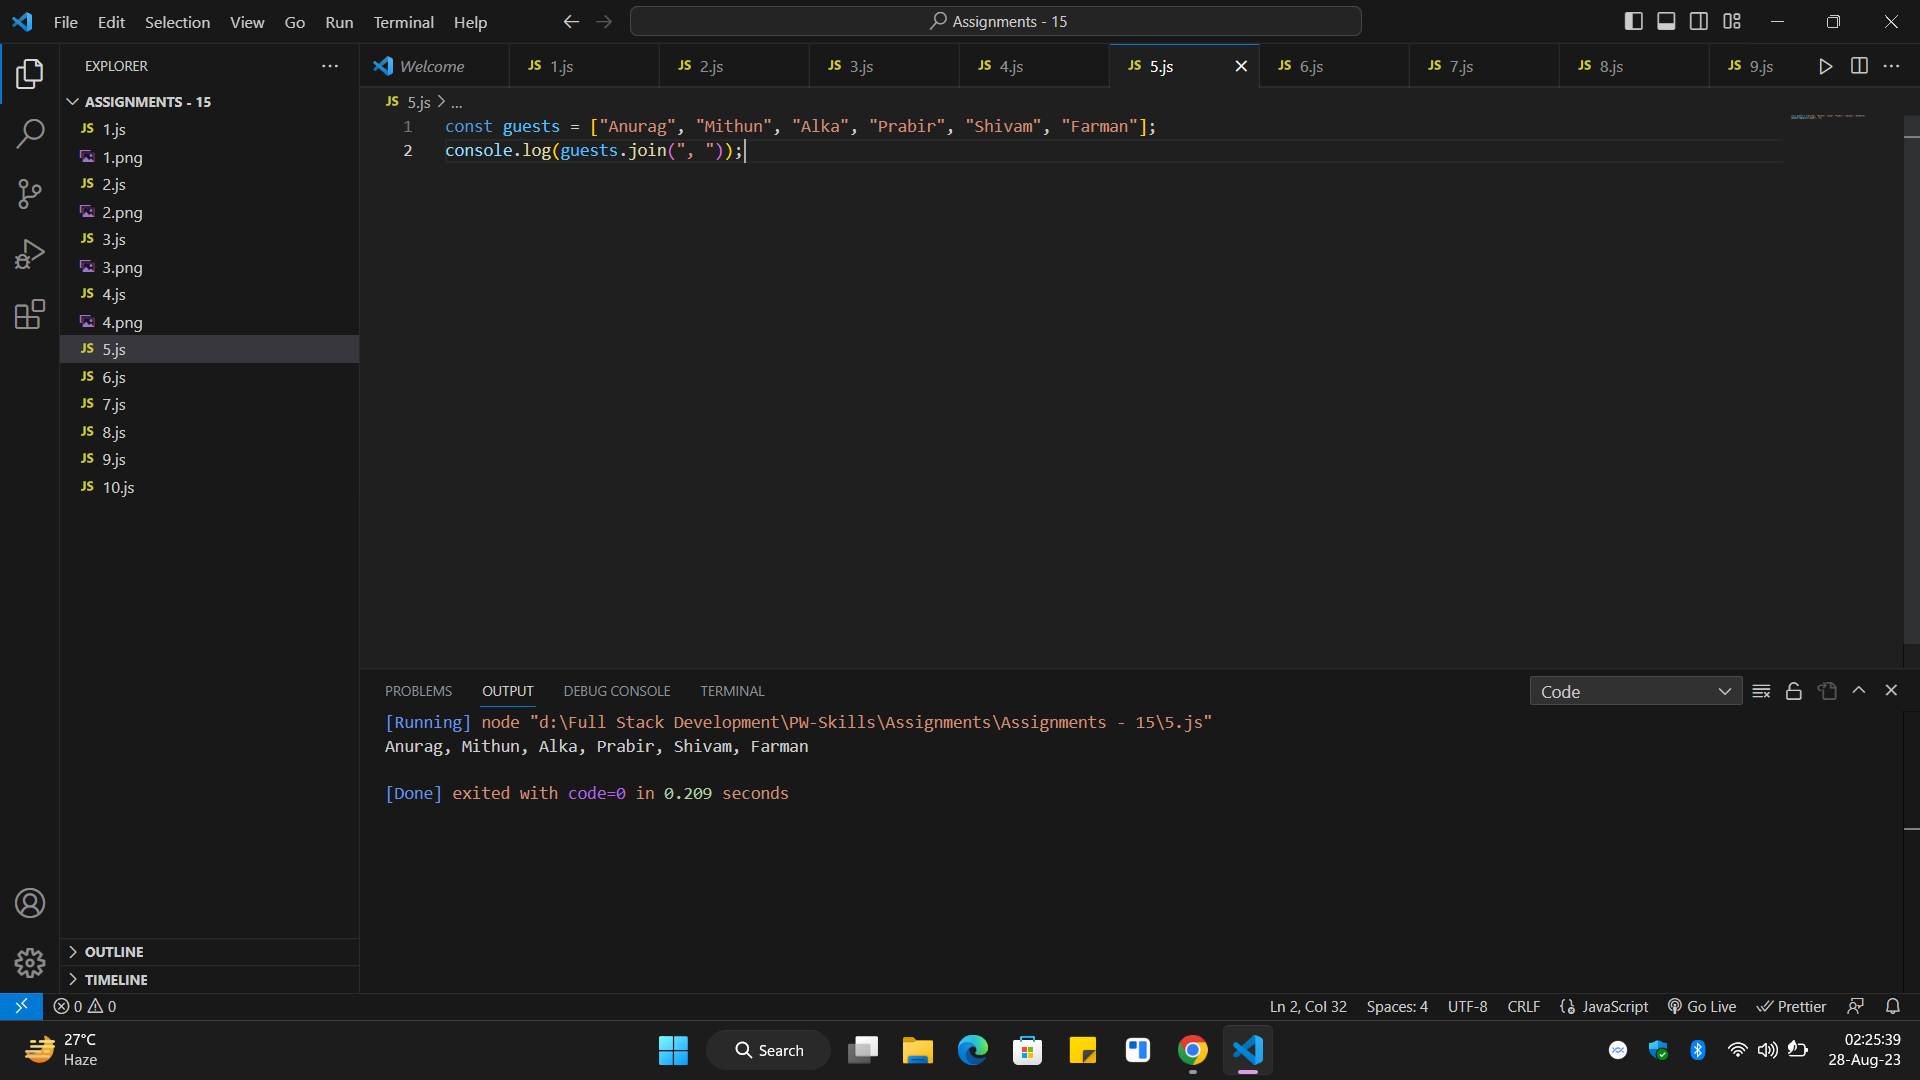 File Edit Selection View Go Run Terminal Help
Assignments - 15
EXPLORER
ASSIGNMENTS - 15
JS 1.js
1.png
JS 2.js
2.png
JS 3.js
3.png
JS 4.js
4.png
JS 5.js
JS 6.js
JS 7.js
JS 8.js
JS 9.js
JS 10.js
OUTLINE
TIMELINE
Welcome JS 1.js JS 2.js JS 3.js JS 4.js JS 5.js JS 6.js JS 7.js JS 8.js JS 9.js
JS 5.js > ...
1 const guests = ["Anurag", "Mithun", "Alka", "Prabir", "Shivam", "Farman"];
2 console.log(guests.join(", "));
PROBLEMS OUTPUT DEBUG CONSOLE TERMINAL
Code
[Running] node "d:\Full Stack Development\PW-Skills\Assignments\Assignments - 15\5.js"
Anurag, Mithun, Alka, Prabir, Shivam, Farman
[Done] exited with code=0 in 0.209 seconds
0 0
Ln 2, Col 32 Spaces: 4 UTF-8 CRLF JavaScript Go Live Prettier
27°C
Haze
Search
02:25:39
28-Aug-23